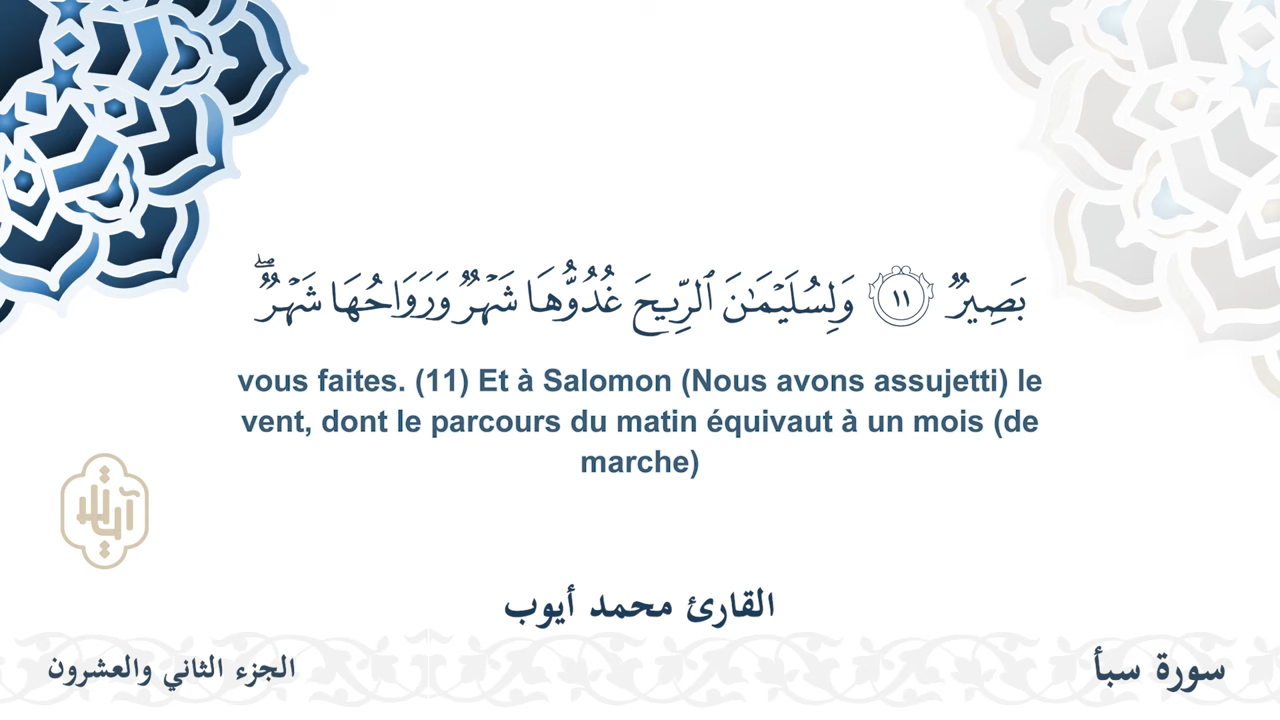 بَصِيرٌ ۝١١ وَلِسُلَيْمَـٰنَ ٱلرِّيحَ غُدُوُّهَا شَهْرٌ وَرَوَاحُهَا شَهْرٌ ۖ
vous faites. (11) Et à Salomon (Nous avons assujetti) le
vent, dont le parcours du matin équivaut à un mois (de
marche)
القارئ محمد أيوب
سورة سبأ
الجزء الثاني والعشرون